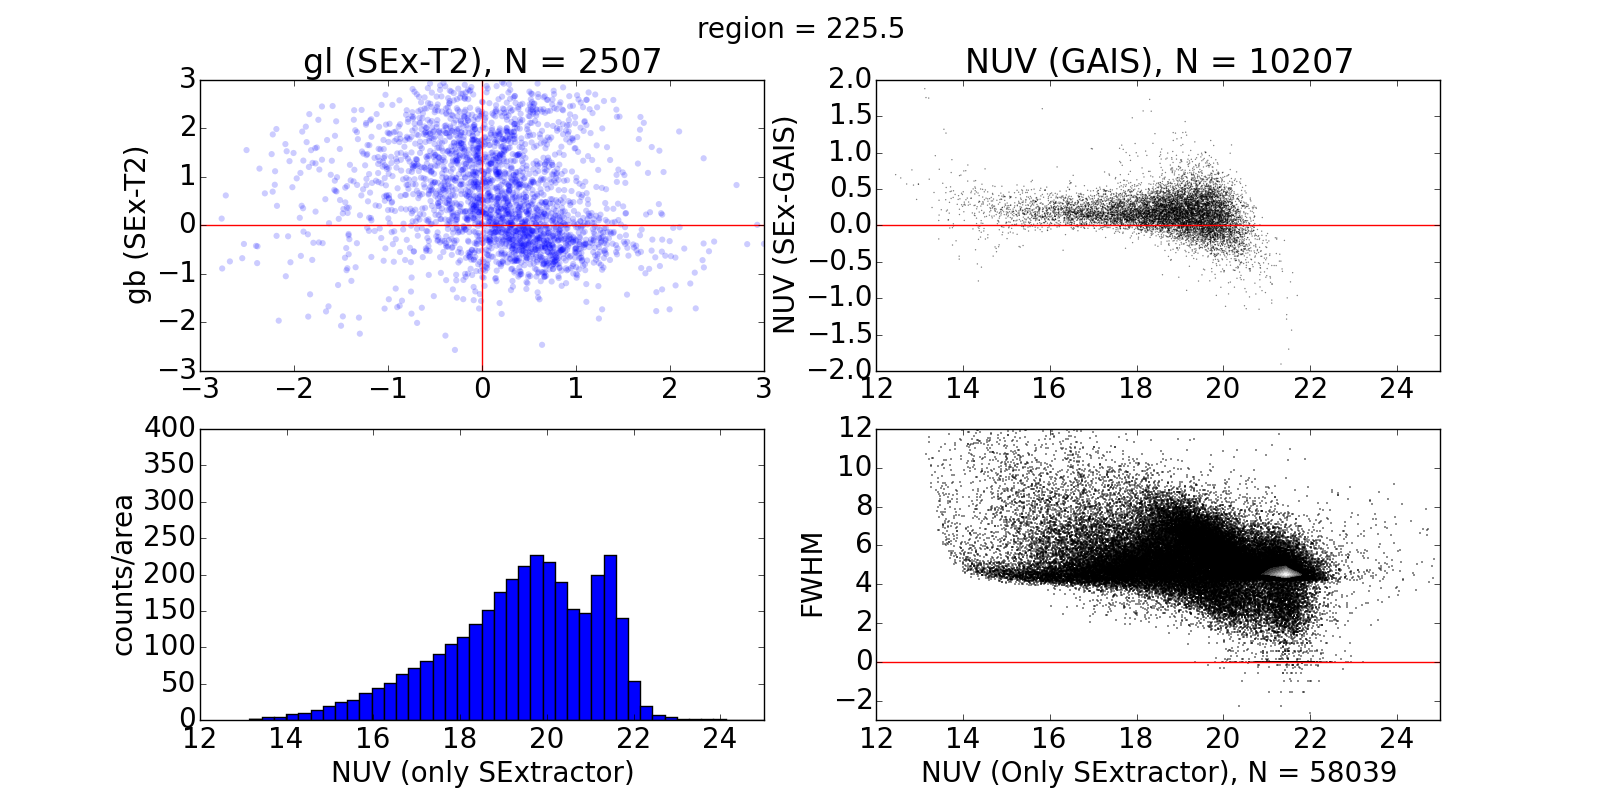 region = 225.5
gl (SEx-T2), N = 2507
NUV (GAIS), N = 10207
gb (SEx-T2)
3
2
1
0
−1
−2
−3
−3 −2 −1 0 1 2 3
NUV (SEx-GAIS)
2.0
1.5
1.0
0.5
0.0
−0.5
−1.0
−1.5
−2.0
12 14 16 18 20 22 24
counts/area
400
350
300
250
200
150
100
50
0
12 14 16 18 20 22 24
NUV (only SExtractor)
FWHM
12
10
8
6
4
2
0
−2
12 14 16 18 20 22 24
NUV (Only SExtractor), N = 58039